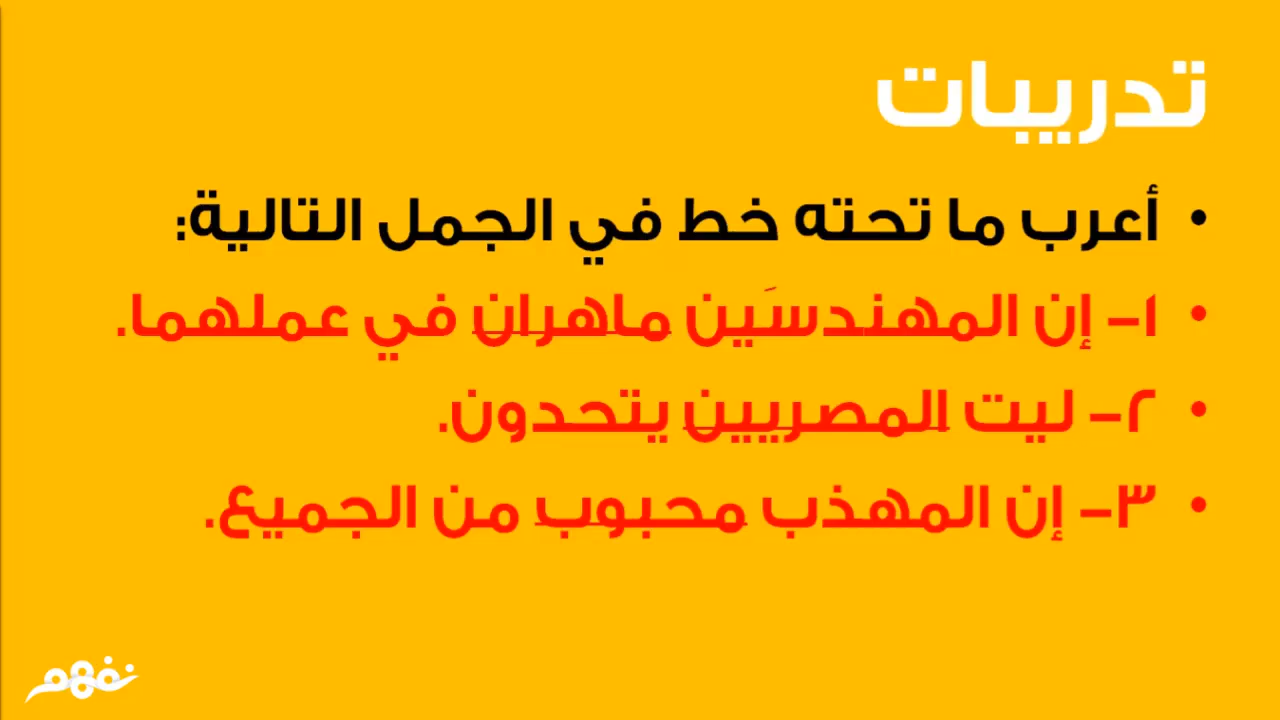 تدريبات
• أعرب ما تحته خط في الجمل التالية:
• ١- إن المهندسَين ماهران في عملهما.
• ٢- ليت المصريين يتحدون.
• ٣- إن المهذب محبوب من الجميع.
نفهم